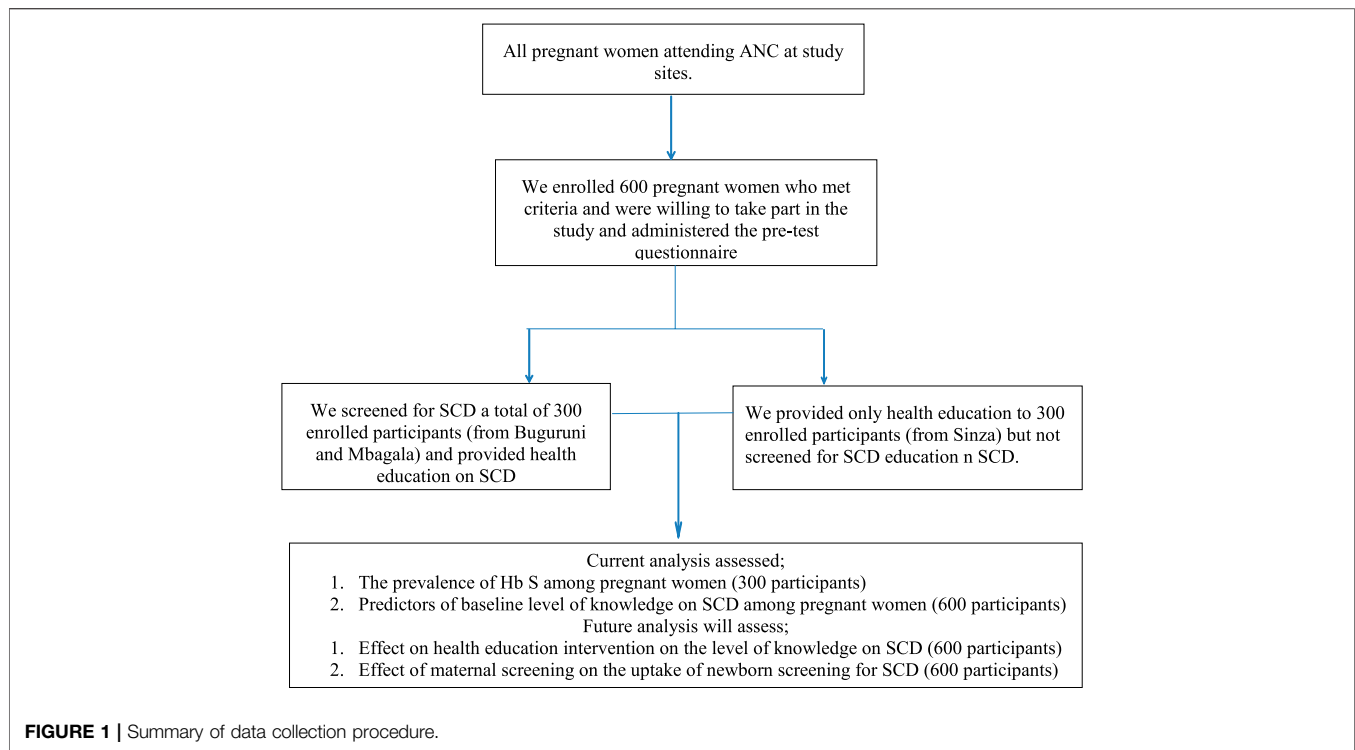 All pregnant women attending ANC at study
sites.
We enrolled 600 pregnant women who met
criteria and were willing to take part in the
study and administered the pre-test
questionnaire
We screened for SCD a total of 300
enrolled participants (from Buguruni
and Mbagala) and provided health
education on SCD
We provided only health education to 300
enrolled participants (from Sinza) but not
screened for SCD education n SCD.
Current analysis assessed;
1. The prevalence of Hb S among pregnant women (300 participants)
2. Predictors of baseline level of knowledge on SCD among pregnant women (600 participants)
Future analysis will assess;
1. Effect on health education intervention on the level of knowledge on SCD (600 participants)
2. Effect of maternal screening on the uptake of newborn screening for SCD (600 participants)
FIGURE 1 | Summary of data collection procedure.